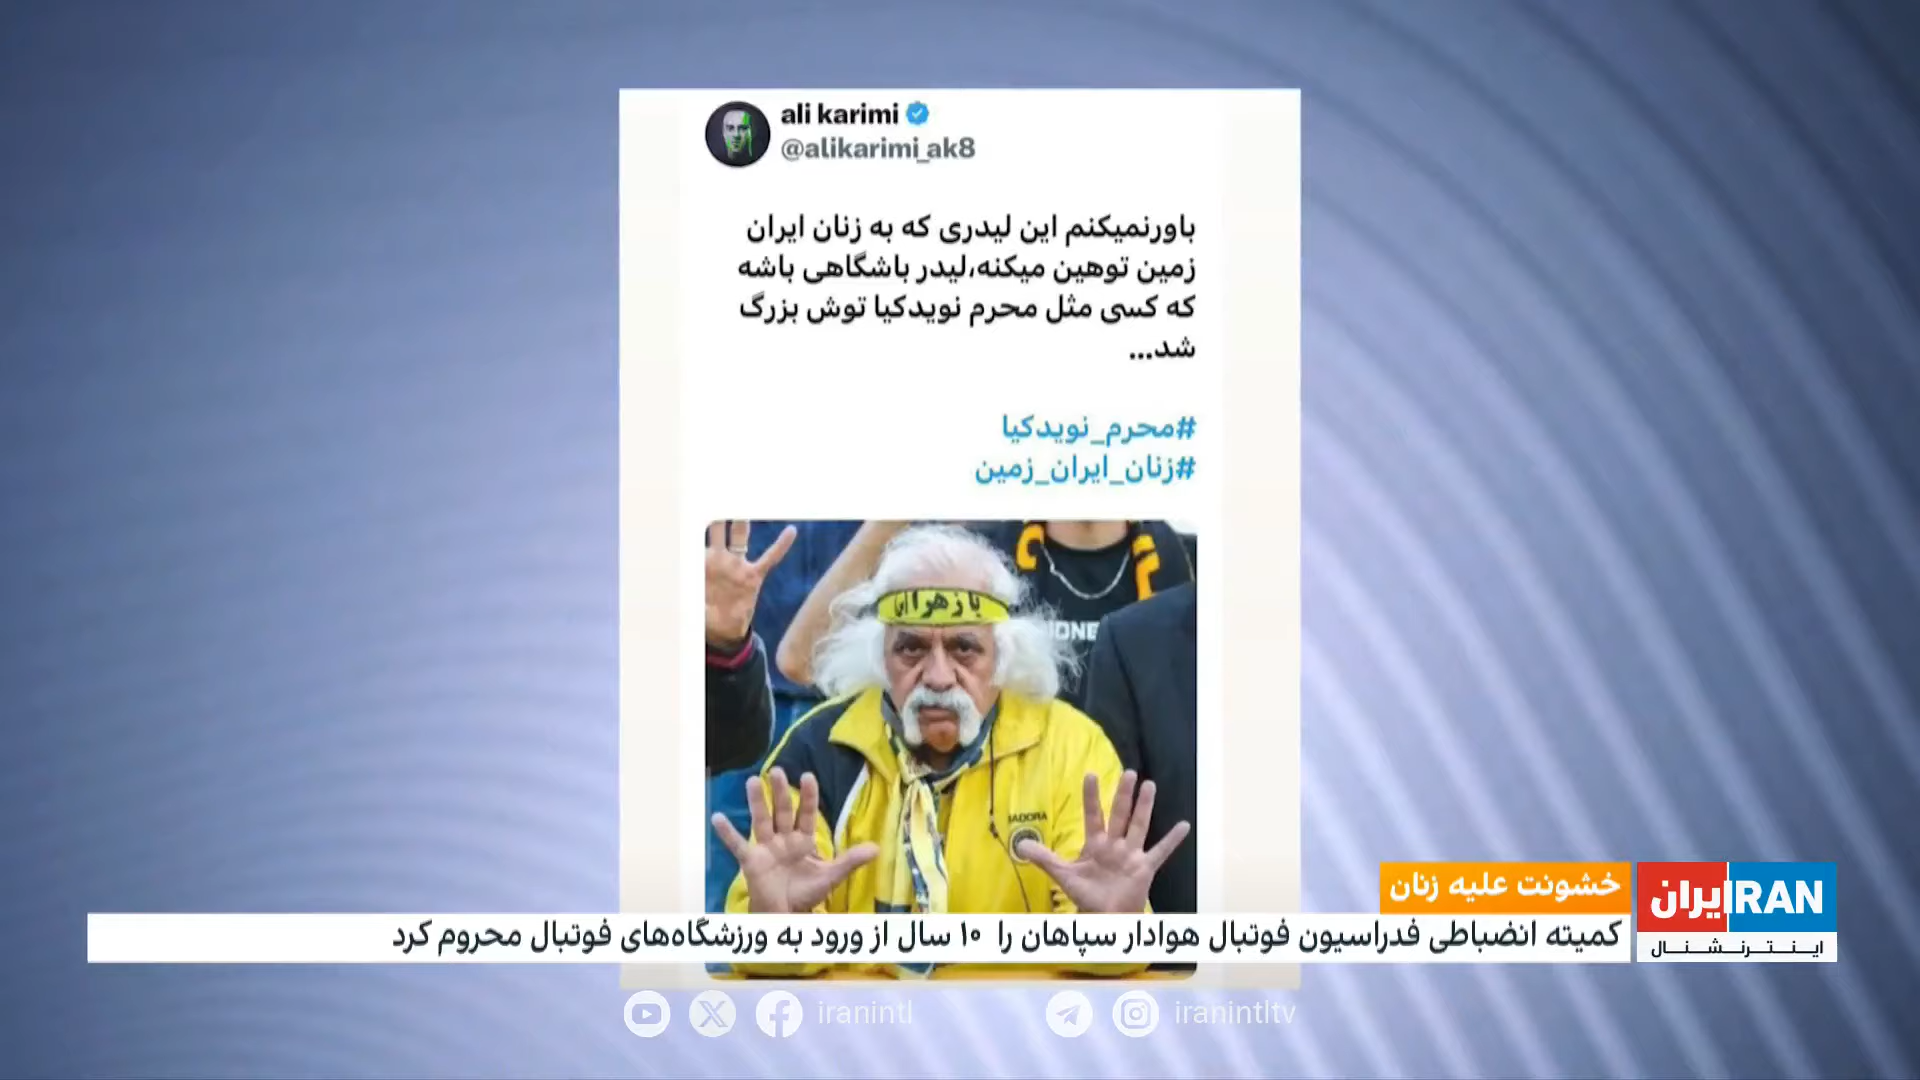 ali karimi
@alikarimi_ak8
باورنمیکنم این لیدری که به زنان ایران
زمین توهین میکنه،لیدر باشگاهی باشه
که کسی مثل محرم نویدکیا توش بزرگ
شد...
#محرم_نویدکیا
#زنان_ایران_زمین
یا زهرا
IONE
IADORA
خشونت علیه زنان
کمیته انضباطی فدراسیون فوتبال هوادار سپاهان را ۱۰ سال از ورود به ورزشگاه‌های فوتبال محروم کرد
ایران IRAN
اینترنشنال
iranintl
iranintltv